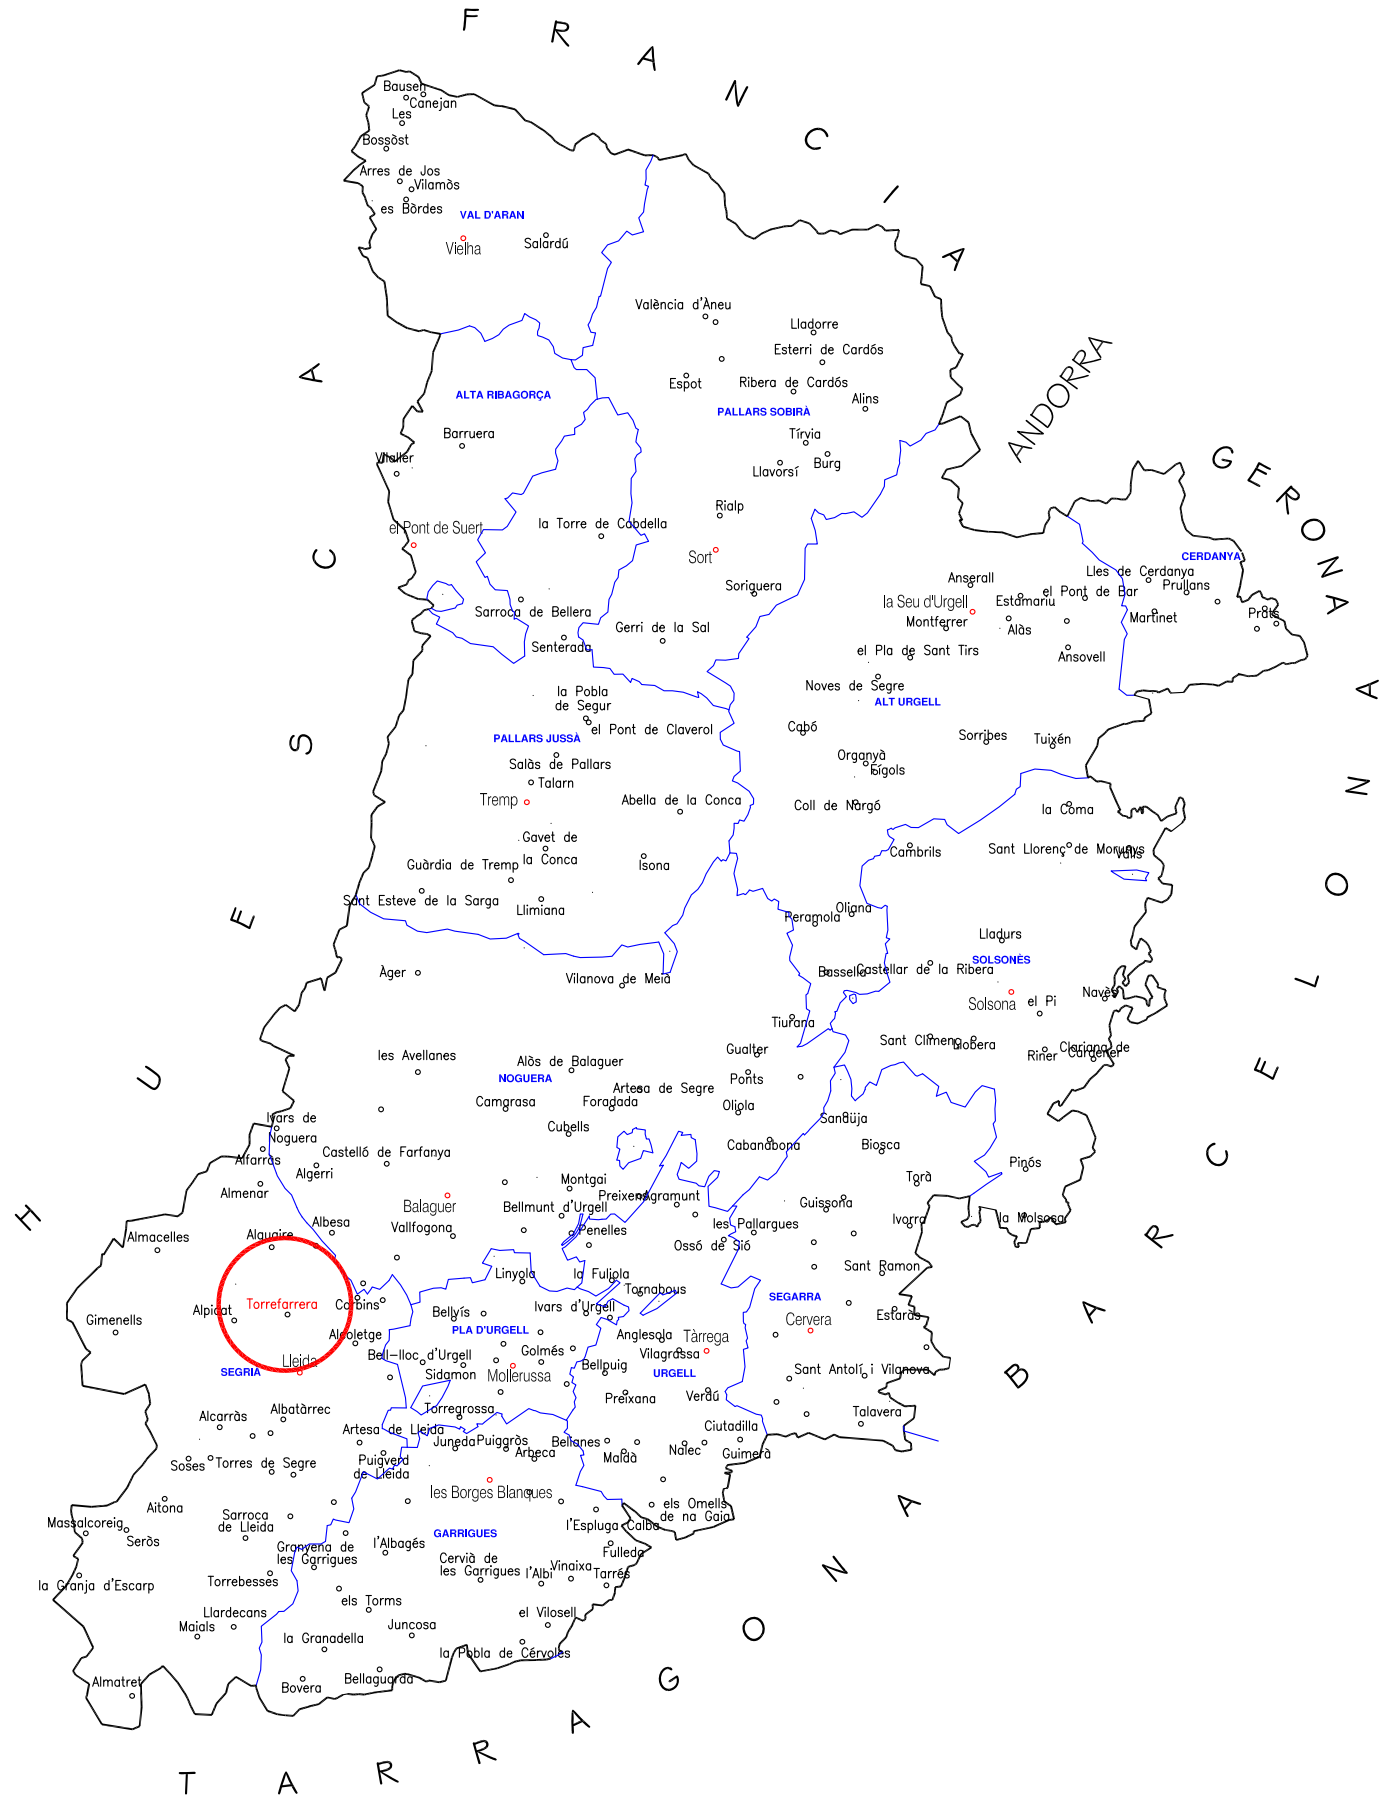 FRANCIA
ANDORRA
GERONA
BARCELONA
TARRAGONA
HUESCA
Bausen
Canejan
Les
Bossòst
Arres de Jos
Vilamòs
es Bòrdes
VAL D'ARAN
Vielha
Salardú
València d'Àneu
Lladorre
Esterri de Cardós
Espot
Ribera de Cardós
Alins
PALLARS SOBIRÀ
ALTA RIBAGORÇA
Barruera
Vilaller
Tírvia
Burg
Llavorsí
Rialp
el Pont de Suert
la Torre de Cabdella
Sort
Soriguera
CERDANYA
Lles de Cerdanya
Prullans
Anserall
el Pont de Bar
la Seu d'Urgell
Estamariu
Martinet
Prats
Montferrer
Alàs
Sarroca de Bellera
Gerri de la Sal
Senterada
el Pla de Sant Tirs
Ansovell
Noves de Segre
ALT URGELL
la Pobla
de Segur
el Pont de Claverol
Cabó
Sorribes
Tuixén
PALLARS JUSSÀ
Salàs de Pallars
Organyà
Fígols
Talarn
Tremp
Abella de la Conca
Coll de Nargó
la Coma
Gavet de
la Conca
Guàrdia de Tremp
Isona
Cambrils
Sant Llorenç de Morunys
Valls
Sant Esteve de la Sarga
Llimiana
Peramola
Oliana
Lladurs
SOLSONÈS
Àger
Vilanova de Meià
Bassella
Castellar de la Ribera
Solsona
el Pi
Navès
Tiurana
Sant Climenç
Llobera
Riner
Clariana de
Cardener
les Avellanes
Alòs de Balaguer
Gualter
NOGUERA
Ponts
Artesa de Segre
Camgrasa
Foradada
Oliola
Sanaüja
Ivars de
Noguera
Cubells
Cabanabona
Biosca
Alfarràs
Castelló de Farfanya
Algerri
Pinós
Torà
Almenar
Balaguer
Montgai
Preixens
Agramunt
Guissona
Bellmunt d'Urgell
Albesa
Vallfogona
Penelles
les Pallargues
Ivorra
la Molsosa
Almacelles
Alguaire
Ossó de Sió
Sant Ramon
Linyola
la Fuliola
Tornabous
SEGARRA
Torrefarrera
Corbins
Alpicat
Bellvís
Ivars d'Urgell
Estaràs
Gimenells
PLA D'URGELL
Anglesola
Tàrrega
Cervera
Alcoletge
Golmés
Vilagrassa
Lleida
Bell-lloc d'Urgell
SEGRIÀ
Sidamon
Mollerussa
Bellpuig
URGELL
Sant Antolí i Vilanova
Preixana
Verdú
Torregrossa
Talavera
Alcarràs
Albatàrrec
Artesa de Lleida
Ciutadilla
Juneda
Puiggròs
Arbeca
Belianes
Maldà
Nalec
Guimerà
Soses
Torres de Segre
Puigverd
de Lleida
les Borges Blanques
Aitona
els Omells
de na Gaia
Sarroca
de Lleida
Massalcoreig
Seròs
GARRIGUES
l'Espluga Calba
Granyena de
les Garrigues
l'Albagés
Fulleda
Cervià de
les Garrigues
l'Albi
Vinaixa
Tarrés
la Granja d'Escarp
Torrebesses
els Torms
Llardecans
el Vilosell
Maials
Juncosa
la Granadella
la Pobla de Cérvoles
Almatret
Bovera
Bellaguarda